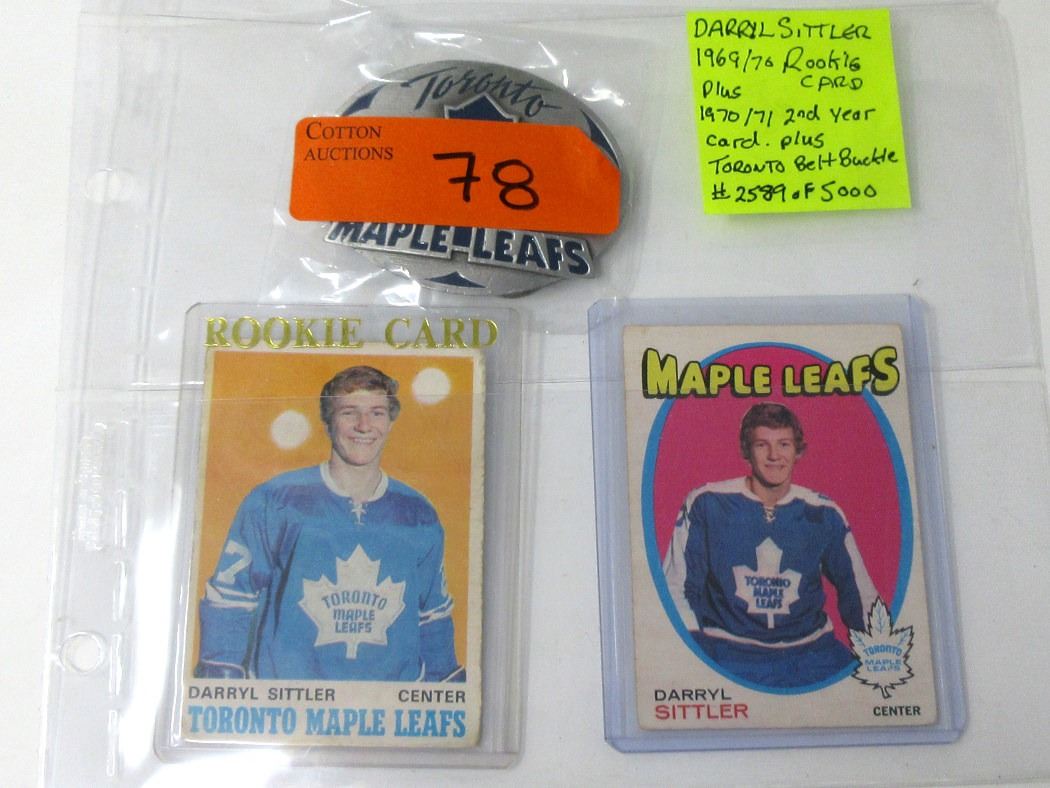 Toronto
COTTON
AUCTIONS
78
MAPLE LEAFS
DARRYL SITTLER
1969/70 Rookie
Plus CARD
1970/71 2nd Year
Card. plus
TORONTO Belt Buckle
# 2589 of 5000
ROOKIE CARD
7
TORONTO
MAPLE
LEAFS
DARRYL SITTLER CENTER
TORONTO MAPLE LEAFS
MAPLE LEAFS
TORONTO
MAPLE
LEAFS
TORONTO
MAPLE
LEAFS
DARRYL
SITTLER
CENTER